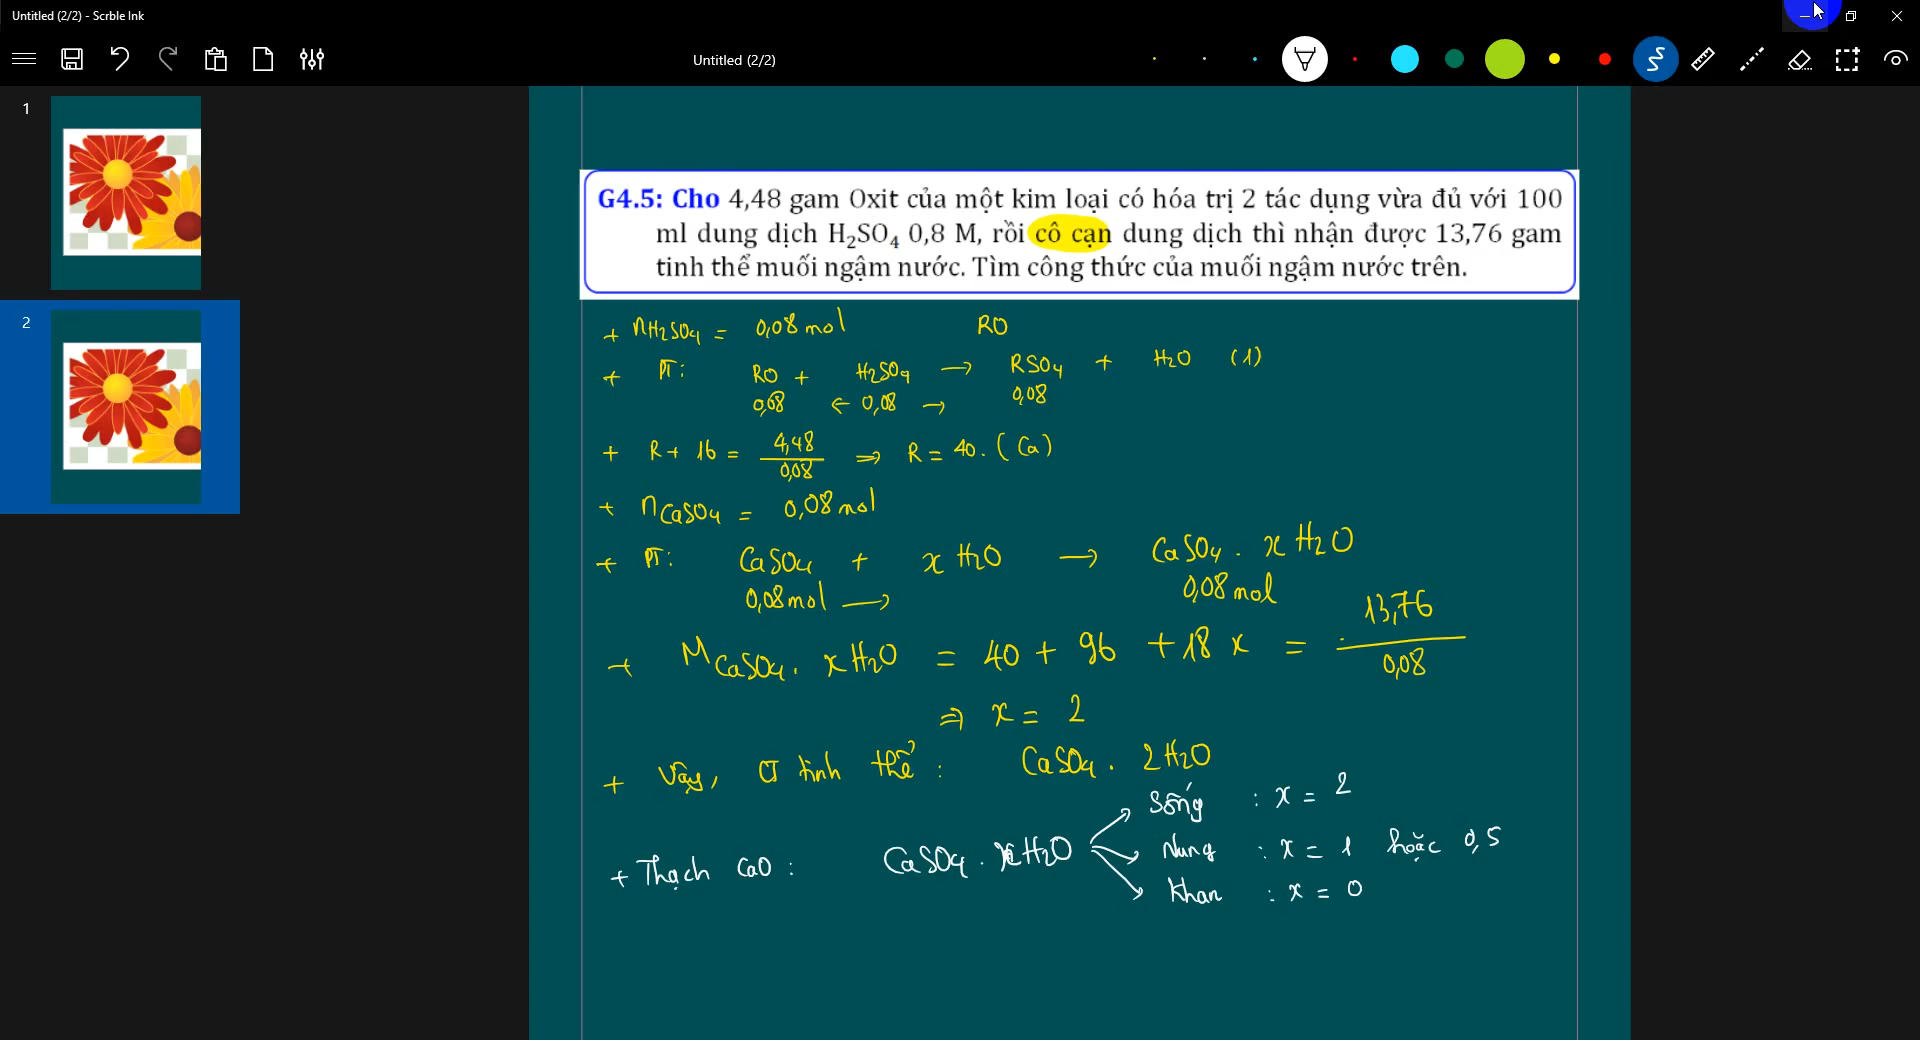 Untitled (2/2) - Scrble Ink
Untitled (2/2)
1
2
G4.5: Cho 4,48 gam Oxit của một kim loại có hóa trị 2 tác dụng vừa đủ với 100
ml dung dịch H₂SO₄ 0,8 M, rồi cô cạn dung dịch thì nhận được 13,76 gam
tinh thể muối ngậm nước. Tìm công thức của muối ngậm nước trên.
+ nH₂SO₄ = 0,08 mol RO
+ PT: RO + H₂SO₄ → RSO₄ + H₂O (1)
0,08 ← 0,08 → 0,08
+ R + 16 = 4,48/0,08 ⇒ R = 40. (Ca)
+ nCaSO₄ = 0,08 mol
+ PT: CaSO₄ + xH₂O → CaSO₄. xH₂O
0,08 mol → 0,08 mol
+ MCaSO₄. xH₂O = 40 + 96 + 18x = 13,76/0,08
⇒ x = 2
+ Vậy, CT tinh thể: CaSO₄. 2H₂O
+ Thạch cao: CaSO₄. xH₂O
Sống : x = 2
Nung : x = 1 hoặc 0,5
Khan : x = 0